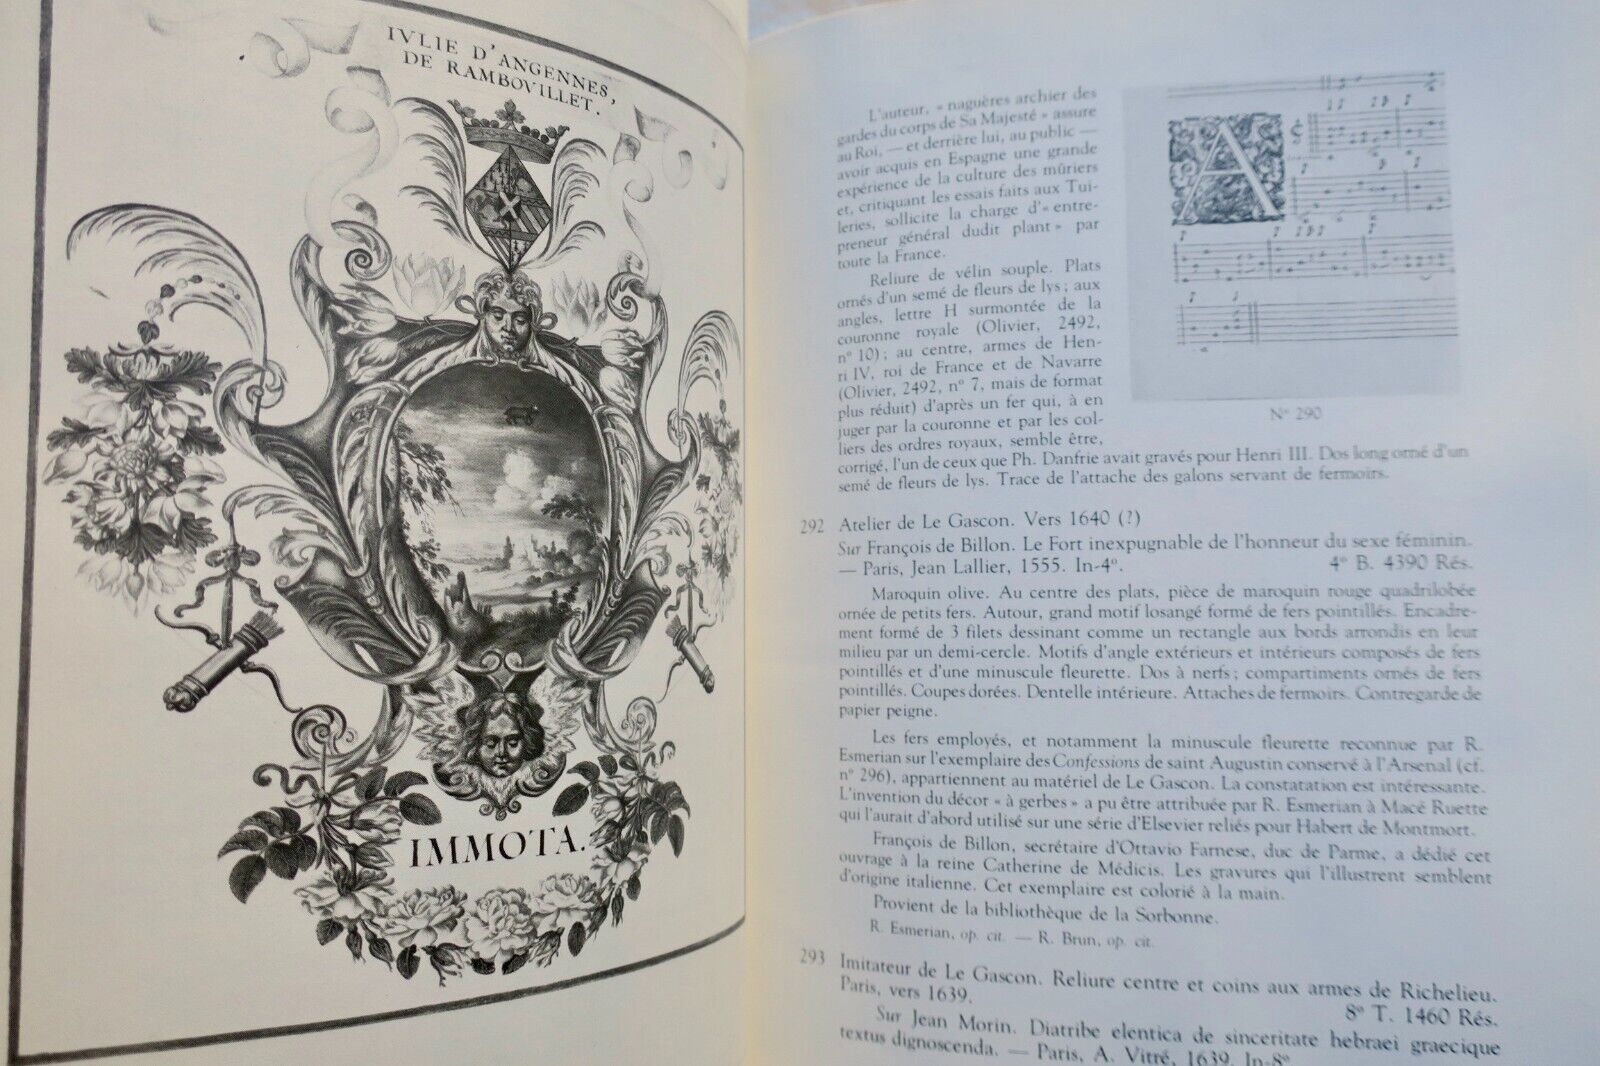 IVLIE D'ANGENNES,
DE RAMBOVILLET.
IMMOTA.
L'auteur, « naguères archier des
gardes du corps de Sa Majesté » assure
au Roi, — et derrière lui, au public —
avoir acquis en Espagne une grande
expérience de la culture des mûriers
et, critiquant les essais faits aux Tui-
leries, sollicite la charge d'« entre-
preneur général dudit plant » par
toute la France.
Reliure de vélin souple. Plats
ornés d'un semé de fleurs de lys ; aux
angles, lettre H surmontée de la
couronne royale (Olivier, 2492,
n° 10) ; au centre, armes de Hen-
ri IV, roi de France et de Navarre
(Olivier, 2492, n° 7, mais de format
plus réduit) d'après un fer qui, à en
juger par la couronne et par les col-
liers des ordres royaux, semble être,
corrigé, l'un de ceux que Ph. Danfrie avait gravés pour Henri III. Dos long orné d'un
semé de fleurs de lys. Trace de l'attache des galons servant de fermoirs.
A
N° 290
292 Atelier de Le Gascon. Vers 1640 (?)
Sur François de Billon. Le Fort inexpugnable de l'honneur du sexe féminin.
— Paris, Jean Lallier, 1555. In-4°. 4° B. 4390 Rés.
Maroquin olive. Au centre des plats, pièce de maroquin rouge quadrilobée
ornée de petits fers. Autour, grand motif losangé formé de fers pointillés. Encadre-
ment formé de 3 filets dessinant comme un rectangle aux bords arrondis en leur
milieu par un demi-cercle. Motifs d'angle extérieurs et intérieurs composés de fers
pointillés et d'une minuscule fleurette. Dos à nerfs ; compartiments ornés de fers
pointillés. Coupes dorées. Dentelle intérieure. Attaches de fermoirs. Contregarde de
papier peigne.
Les fers employés, et notamment la minuscule fleurette reconnue par R.
Esmerian sur l'exemplaire des Confessions de saint Augustin conservé à l'Arsenal (cf.
n° 296), appartiennent au matériel de Le Gascon. La constatation est intéressante.
L'invention du décor « à gerbes » a pu être attribuée par R. Esmerian à Macé Ruette
qui l'aurait d'abord utilisé sur une série d'Elsevier reliés pour Habert de Montmort.
François de Billon, secrétaire d'Ottavio Farnese, duc de Parme, a dédié cet
ouvrage à la reine Catherine de Médicis. Les gravures qui l'illustrent semblent
d'origine italienne. Cet exemplaire est colorié à la main.
Provient de la bibliothèque de la Sorbonne.
R. Esmerian, op. cit. — R. Brun, op. cit.
293 Imitateur de Le Gascon. Reliure centre et coins aux armes de Richelieu.
Paris, vers 1639. 8° T. 1460 Rés.
Sur Jean Morin. Diatribe elentica de sinceritate hebraei graecique
textus dignoscenda. — Paris, A. Vitré, 1639. In-8°